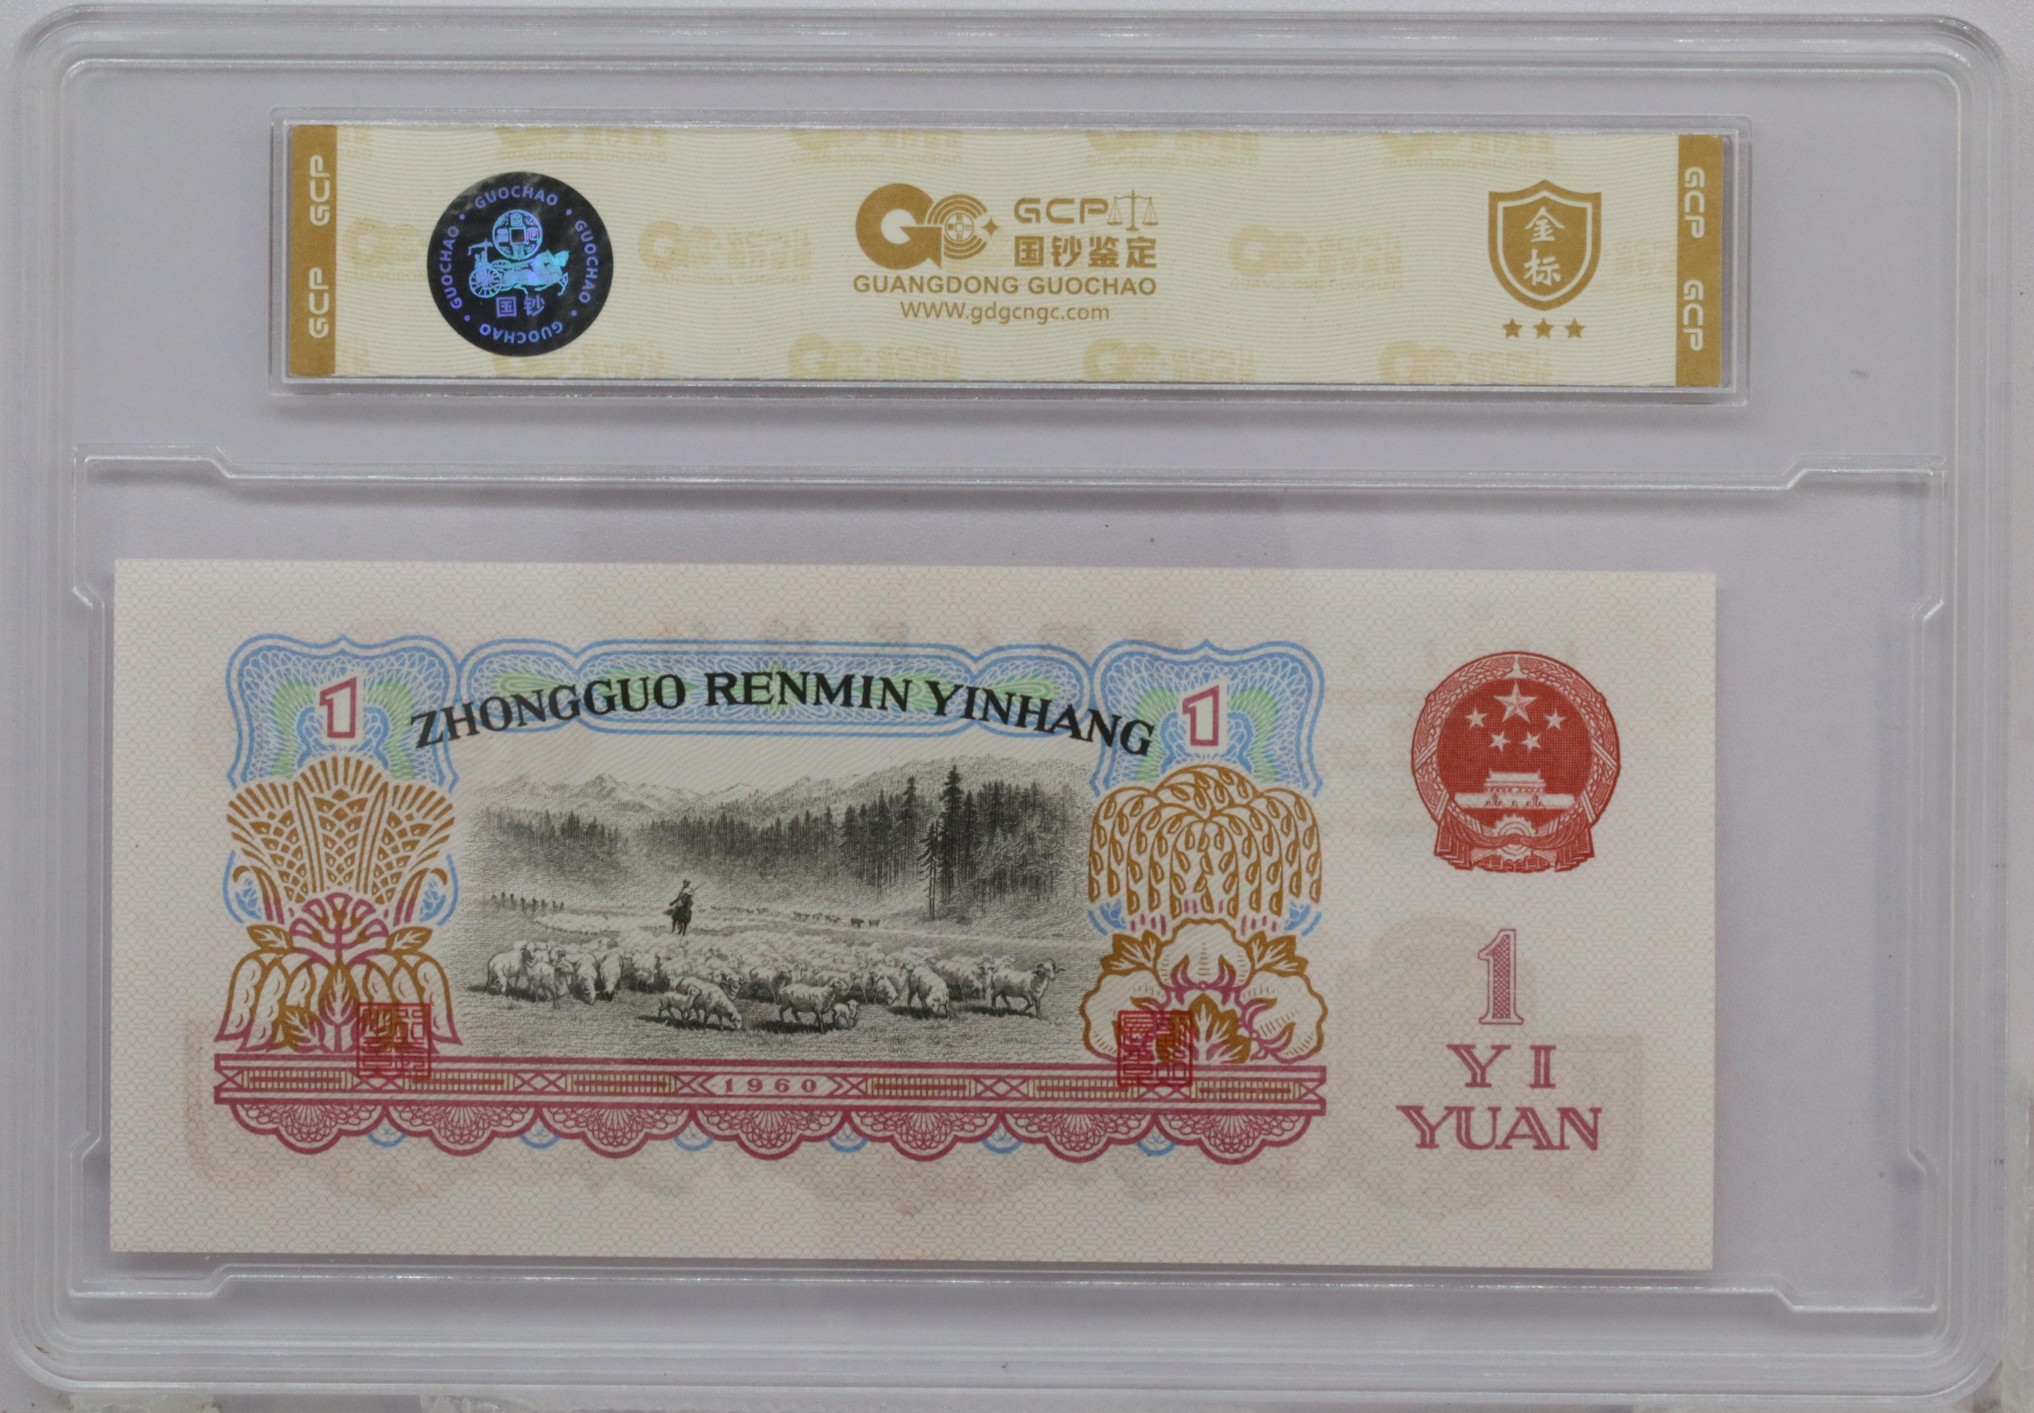 GCP GCP
GUOCHAO • GUOCHAO • GUOCHAO • GUOCHAO •
国钞
GCP
国钞鉴定
GUANGDONG GUOCHAO
WWW.gdgcngc.com
金标
GCP GCP
ZHONGGUO RENMIN YINHANG
1
1
1960
1
YI
YUAN